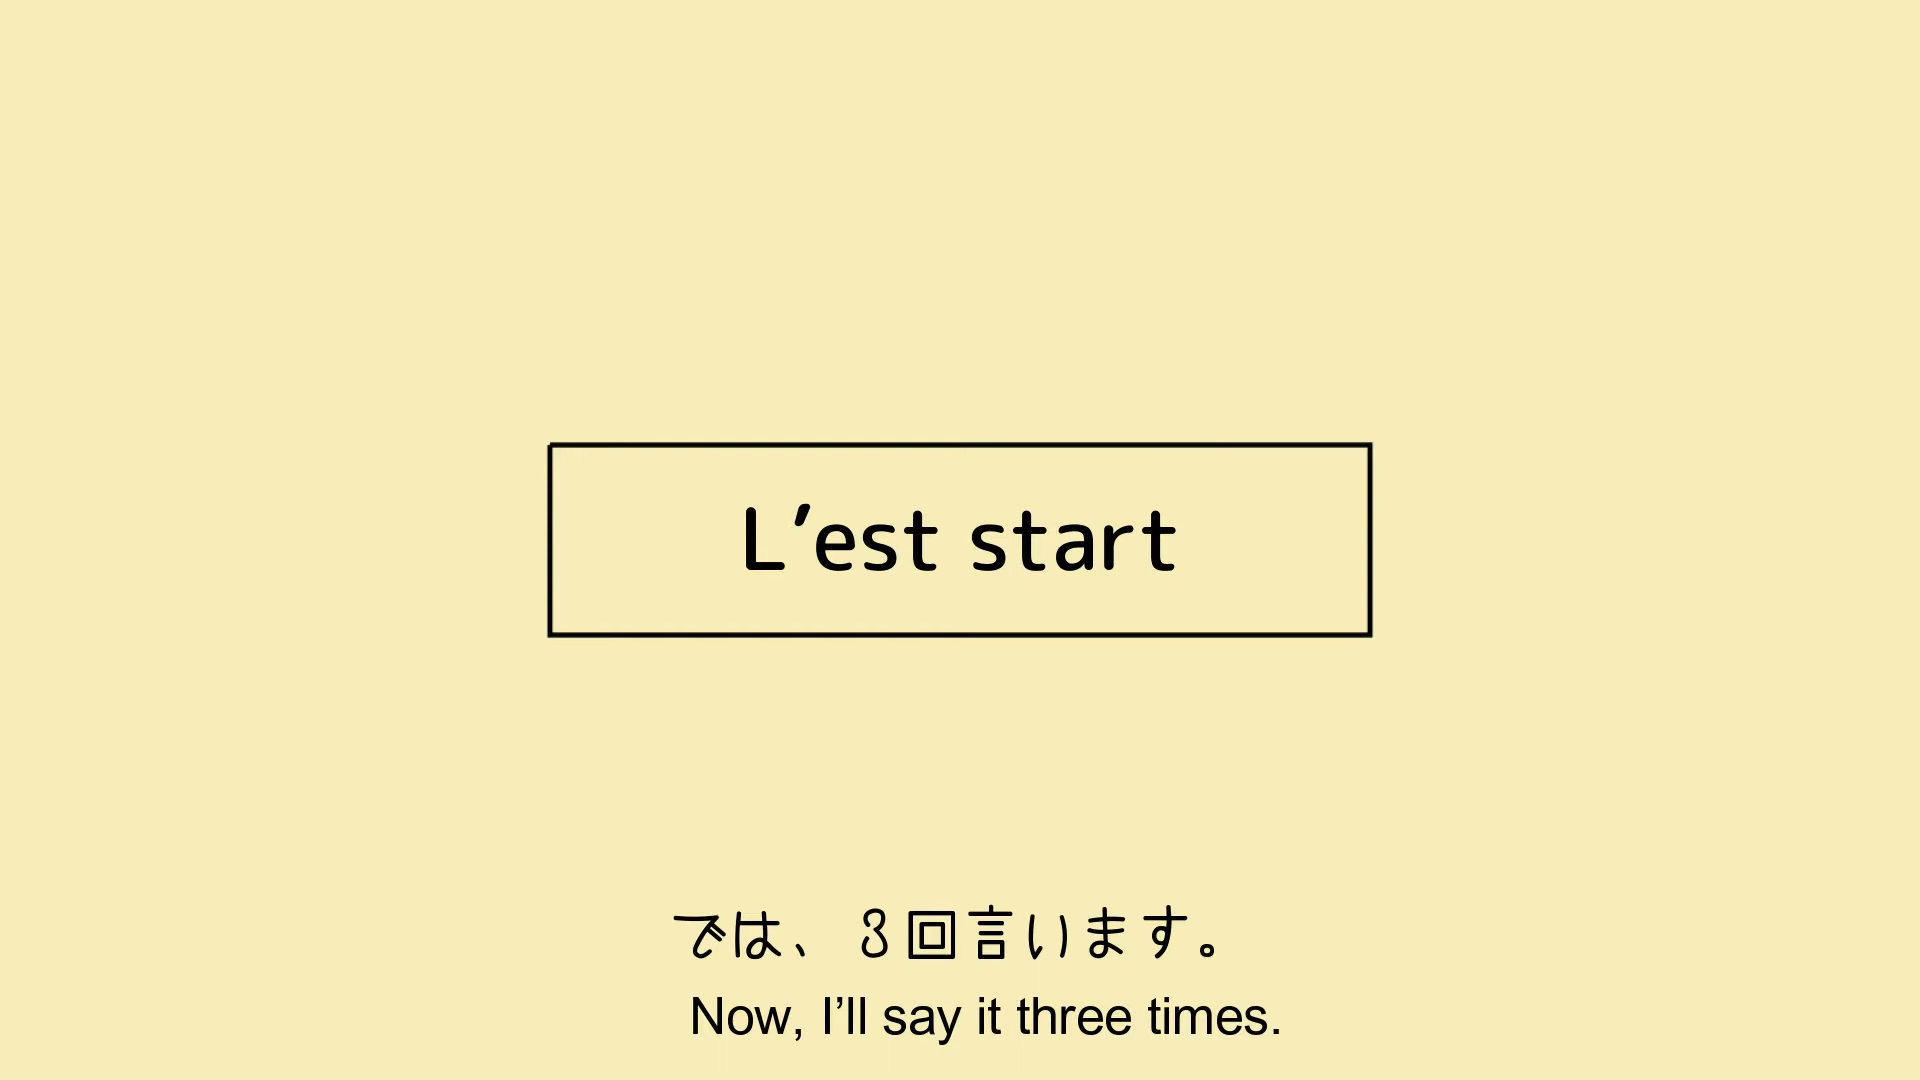 L’est start
では、３回言います。
Now, I’ll say it three times.